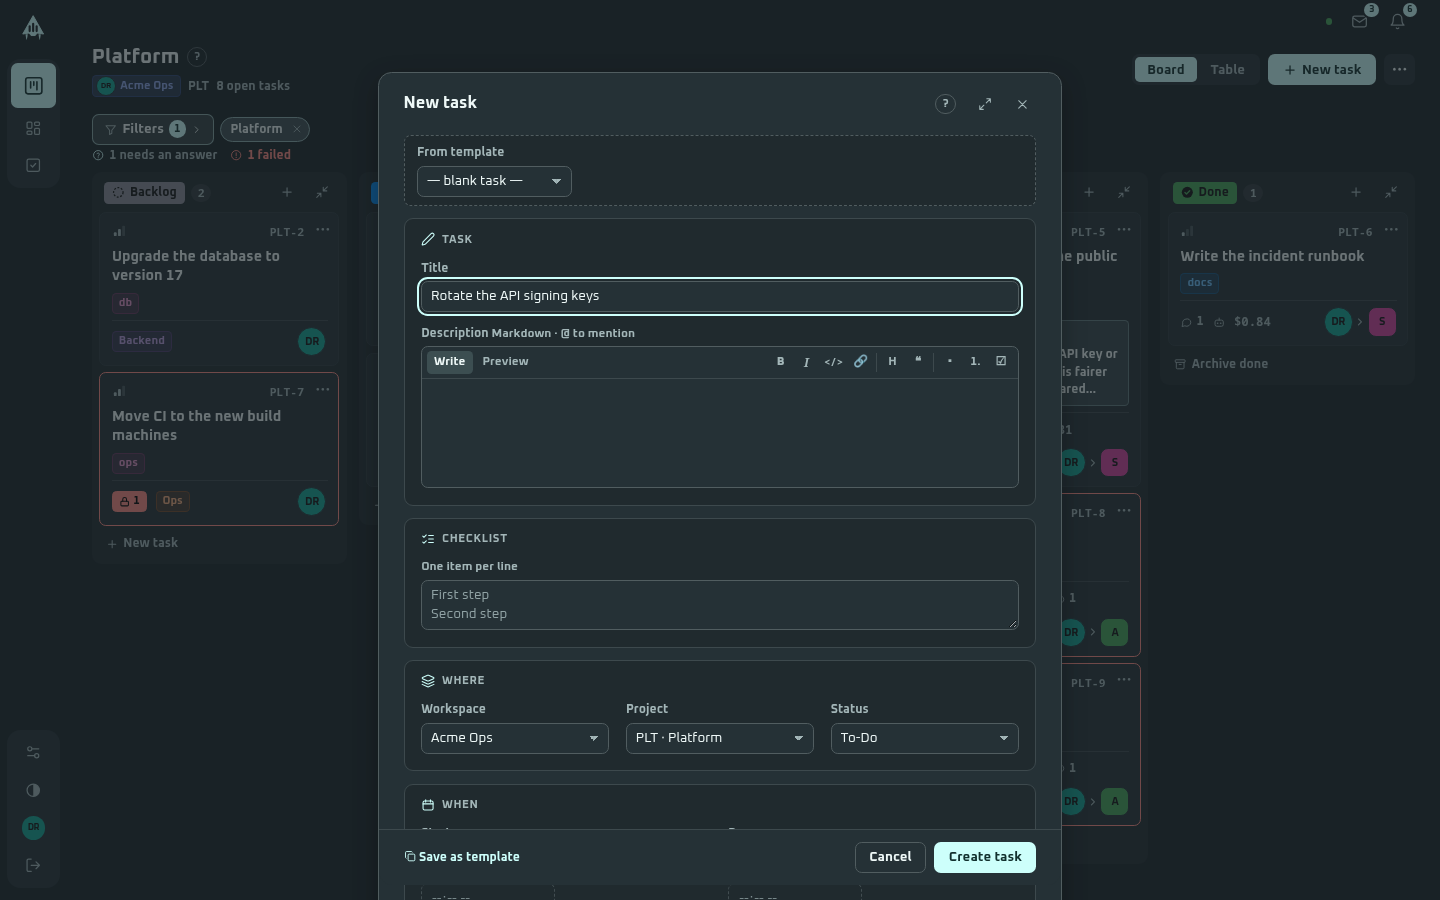 3
6
Platform
?
DR Acme Ops PLT 8 open tasks
Board
Table
+ New task
Filters 1
Platform
1 needs an answer
1 failed
Backlog 2
PLT-2
Upgrade the database to
version 17
db
Backend
DR
PLT-7
Move CI to the new build
machines
ops
1
Ops
DR
+ New task
DR
New task
?
From template
— blank task —
TASK
Title
Rotate the API signing keys
Description Markdown · @ to mention
Write
Preview
B I </> H ❝ • 1. ☑
CHECKLIST
One item per line
First step
Second step
WHERE
Workspace
Project
Status
Acme Ops
PLT · Platform
To-Do
WHEN
Save as template
Cancel
Create task
PLT-5
e public
API key or
is fairer
ared...
DR
S
PLT-8
1
DR
A
PLT-9
1
DR
A
Done 1
PLT-6
Write the incident runbook
docs
1
$0.84
DR
S
Archive done